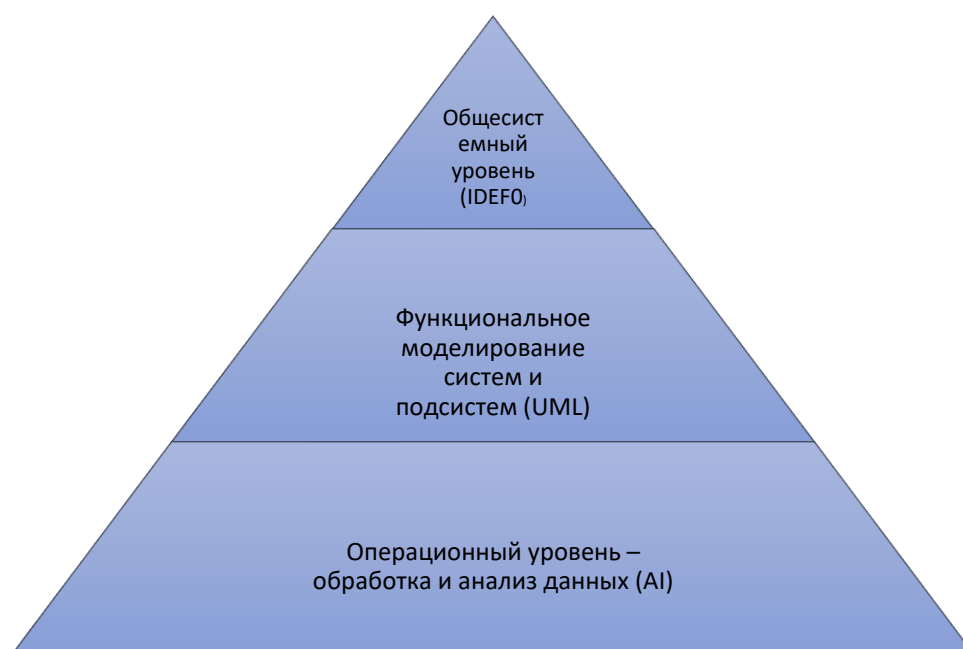 Общесист
емный
уровень
(IDEF0)
Функциональное
моделирование
систем и
подсистем (UML)
Операционный уровень –
обработка и анализ данных (AI)